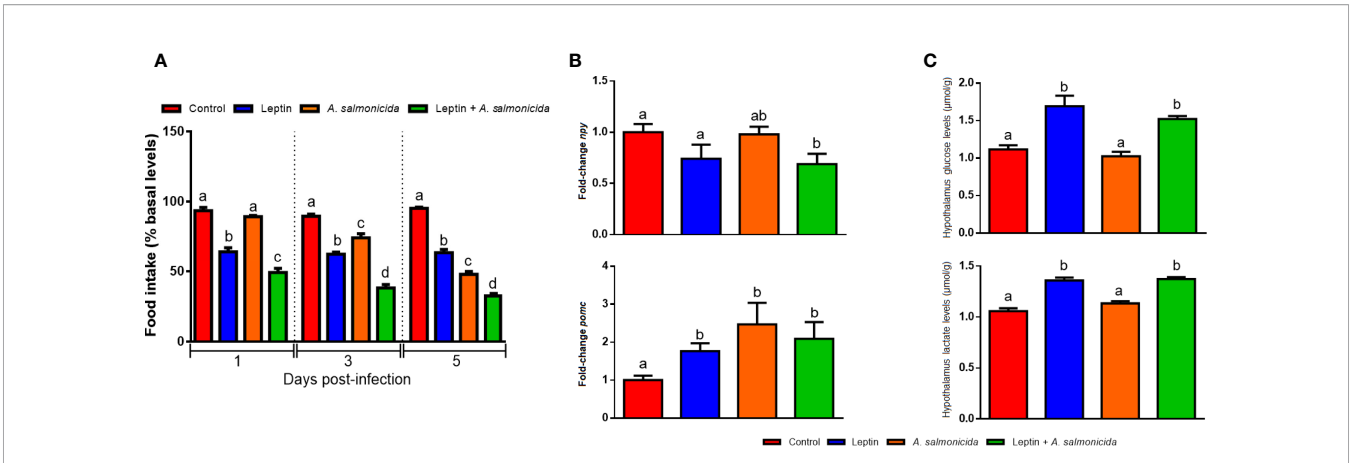 A
Control Leptin A. salmonicida Leptin + A. salmonicida
Food intake (% basal levels)
150
100
50
0
a b a c
a b c d
a b c d
1 3 5
Days post-infection
B
Fold-change npy
1.5
1.0
0.5
0.0
a a ab b
Fold-change pomc
4
3
2
1
0
a b b b
C
Hypothalamus glucose levels (μmol/g)
2.0
1.5
1.0
0.5
0.0
a b a b
Hypothalamus lactate levels (μmol/g)
1.5
1.0
0.5
0.0
a b a b
Control Leptin A. salmonicida Leptin + A. salmonicida